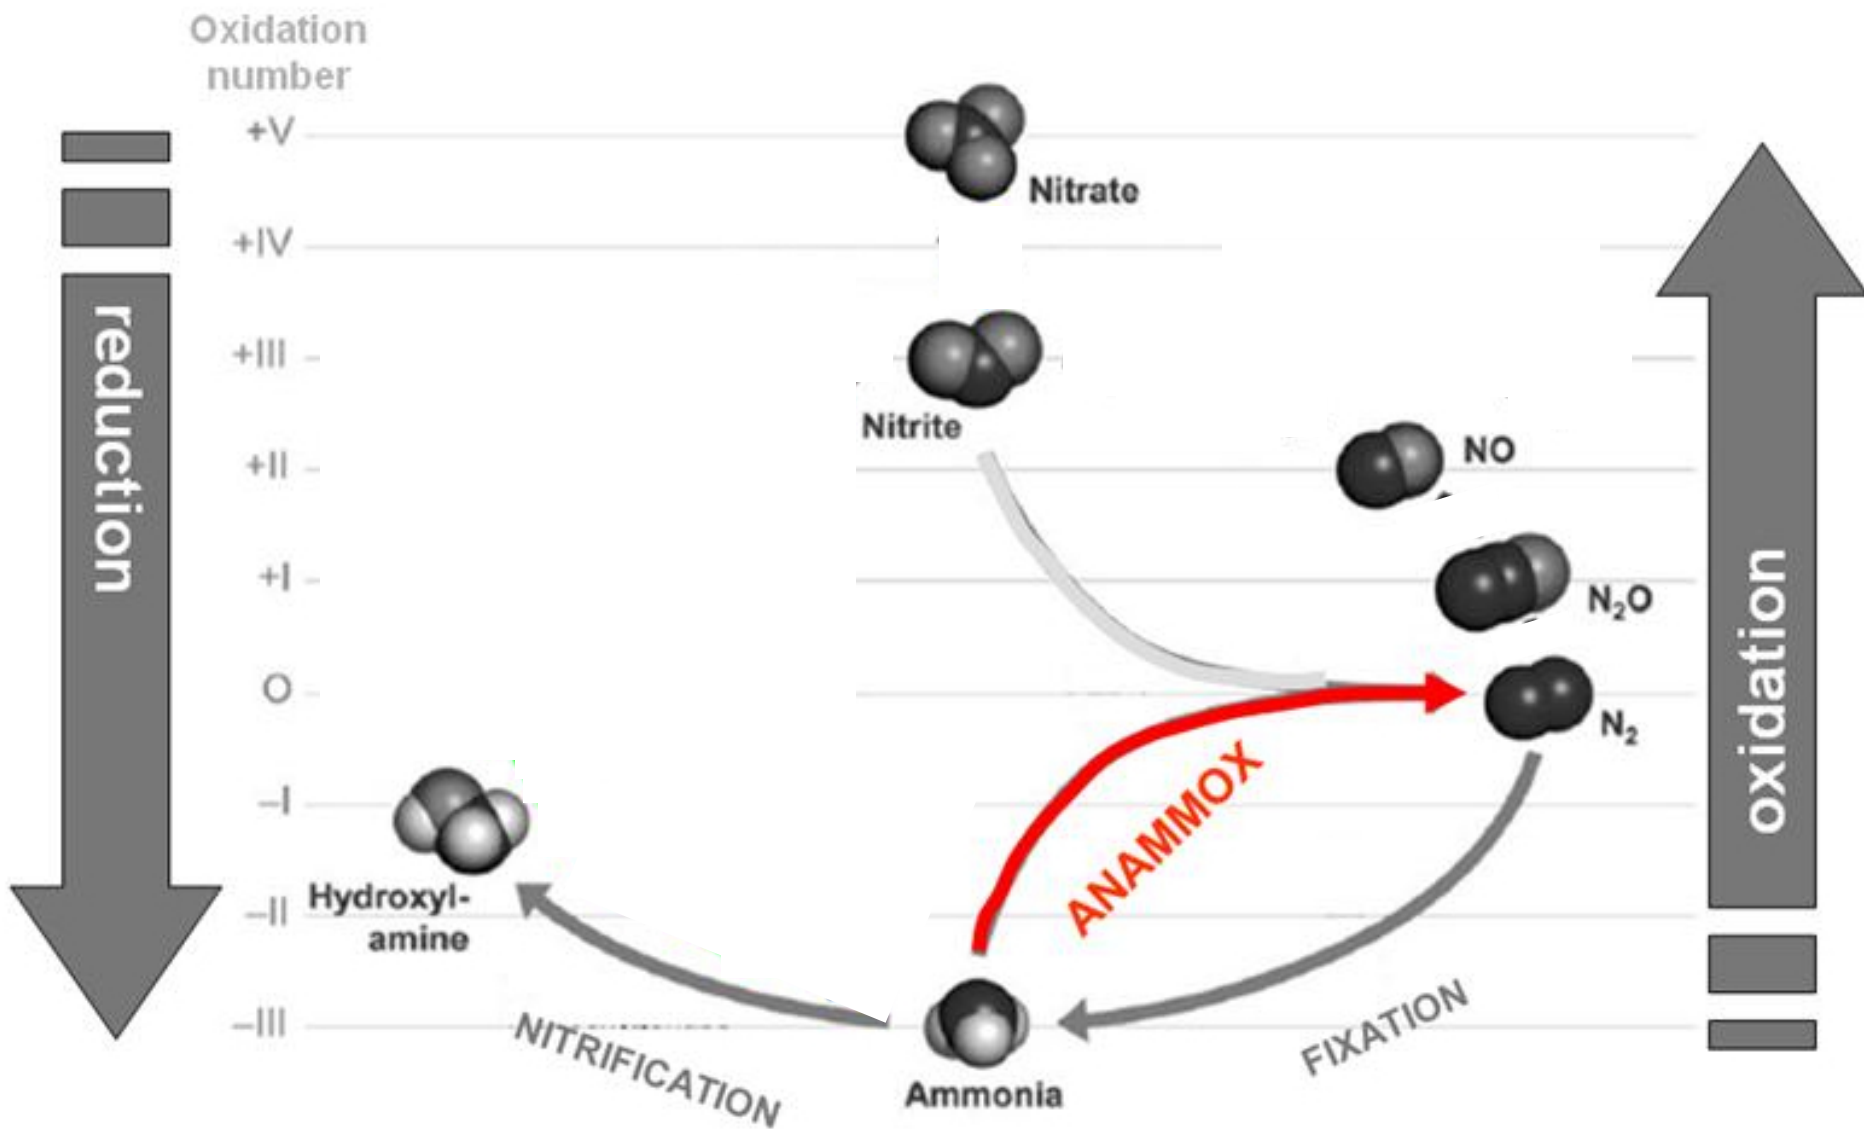 Oxidation
number
+V
Nitrate
+IV
reduction
+III
Nitrite
+II
NO
+I
N₂O
oxidation
O
N₂
ANAMMOX
–I
Hydroxyl-
amine
–II
–III
NITRIFICATION
FIXATION
Ammonia